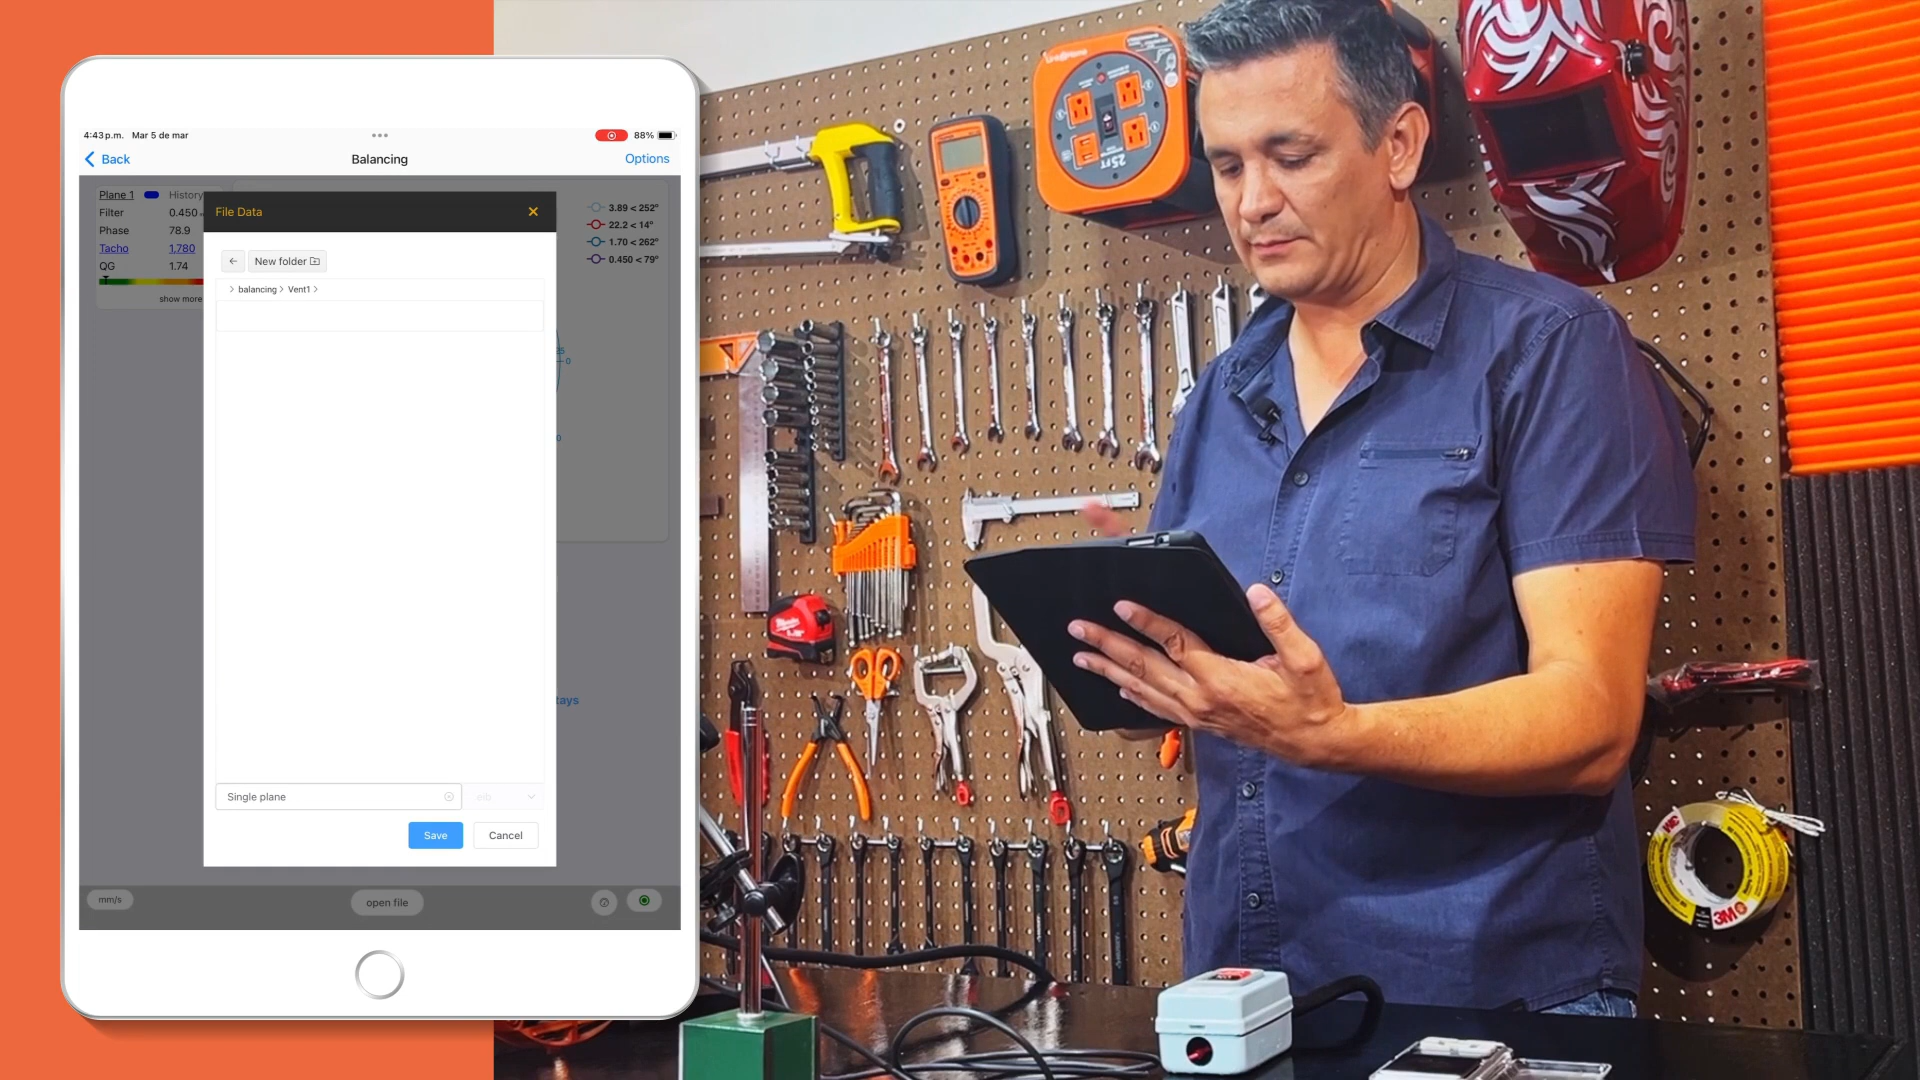 4:43 p.m. Mar 5 de mar
88%
Back
Balancing
Options
Plane 1 History
Filter 0.450
Phase 78.9
Tacho 1,780
QG 1.74
show more
File Data
3.89 < 252°
22.2 < 14°
1.70 < 262°
0.450 < 79°
New folder
> balancing > Vent1 >
Single plane
Save
Cancel
mm/s
open file
25FT
3M